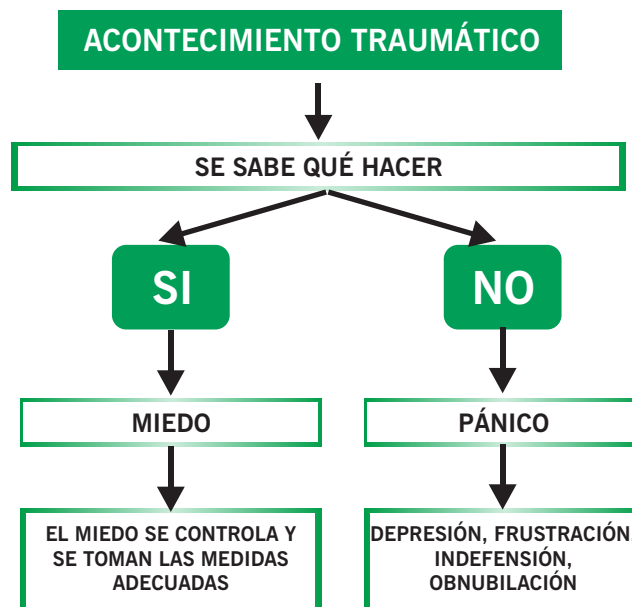 ACONTECIMIENTO TRAUMÁTICO
SE SABE QUÉ HACER
SI
NO
MIEDO
PÁNICO
EL MIEDO SE CONTROLA Y
SE TOMAN LAS MEDIDAS
ADECUADAS
DEPRESIÓN, FRUSTRACIÓN,
INDEFENSIÓN,
OBNUBILACIÓN